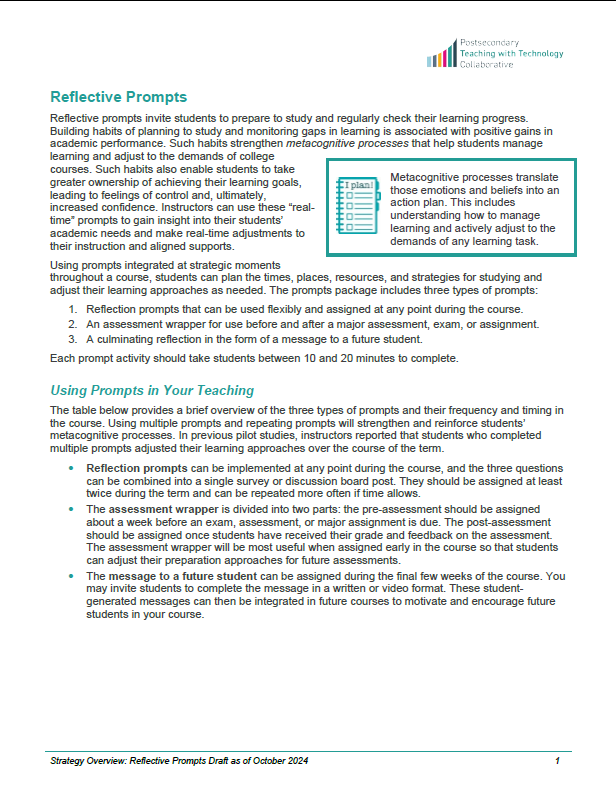 Postsecondary
Teaching with Technology
Collaborative
Reflective Prompts
Reflective prompts invite students to prepare to study and regularly check their learning progress.
Building habits of planning to study and monitoring gaps in learning is associated with positive gains in
academic performance. Such habits strengthen metacognitive processes that help students manage
learning and adjust to the demands of college
courses. Such habits also enable students to take
greater ownership of achieving their learning goals,
leading to feelings of control and, ultimately,
increased confidence. Instructors can use these “real-
time” prompts to gain insight into their students’
academic needs and make real-time adjustments to
their instruction and aligned supports.
I plan!
Metacognitive processes translate
those emotions and beliefs into an
action plan. This includes
understanding how to manage
learning and actively adjust to the
demands of any learning task.
Using prompts integrated at strategic moments
throughout a course, students can plan the times, places, resources, and strategies for studying and
adjust their learning approaches as needed. The prompts package includes three types of prompts:
1. Reflection prompts that can be used flexibly and assigned at any point during the course.
2. An assessment wrapper for use before and after a major assessment, exam, or assignment.
3. A culminating reflection in the form of a message to a future student.
Each prompt activity should take students between 10 and 20 minutes to complete.
Using Prompts in Your Teaching
The table below provides a brief overview of the three types of prompts and their frequency and timing in
the course. Using multiple prompts and repeating prompts will strengthen and reinforce students’
metacognitive processes. In previous pilot studies, instructors reported that students who completed
multiple prompts adjusted their learning approaches over the course of the term.
• Reflection prompts can be implemented at any point during the course, and the three questions
can be combined into a single survey or discussion board post. They should be assigned at least
twice during the term and can be repeated more often if time allows.
• The assessment wrapper is divided into two parts: the pre-assessment should be assigned
about a week before an exam, assessment, or major assignment is due. The post-assessment
should be assigned once students have received their grade and feedback on the assessment.
The assessment wrapper will be most useful when assigned early in the course so that students
can adjust their preparation approaches for future assessments.
• The message to a future student can be assigned during the final few weeks of the course. You
may invite students to complete the message in a written or video format. These student-
generated messages can then be integrated in future courses to motivate and encourage future
students in your course.
Strategy Overview: Reflective Prompts Draft as of October 2024 1